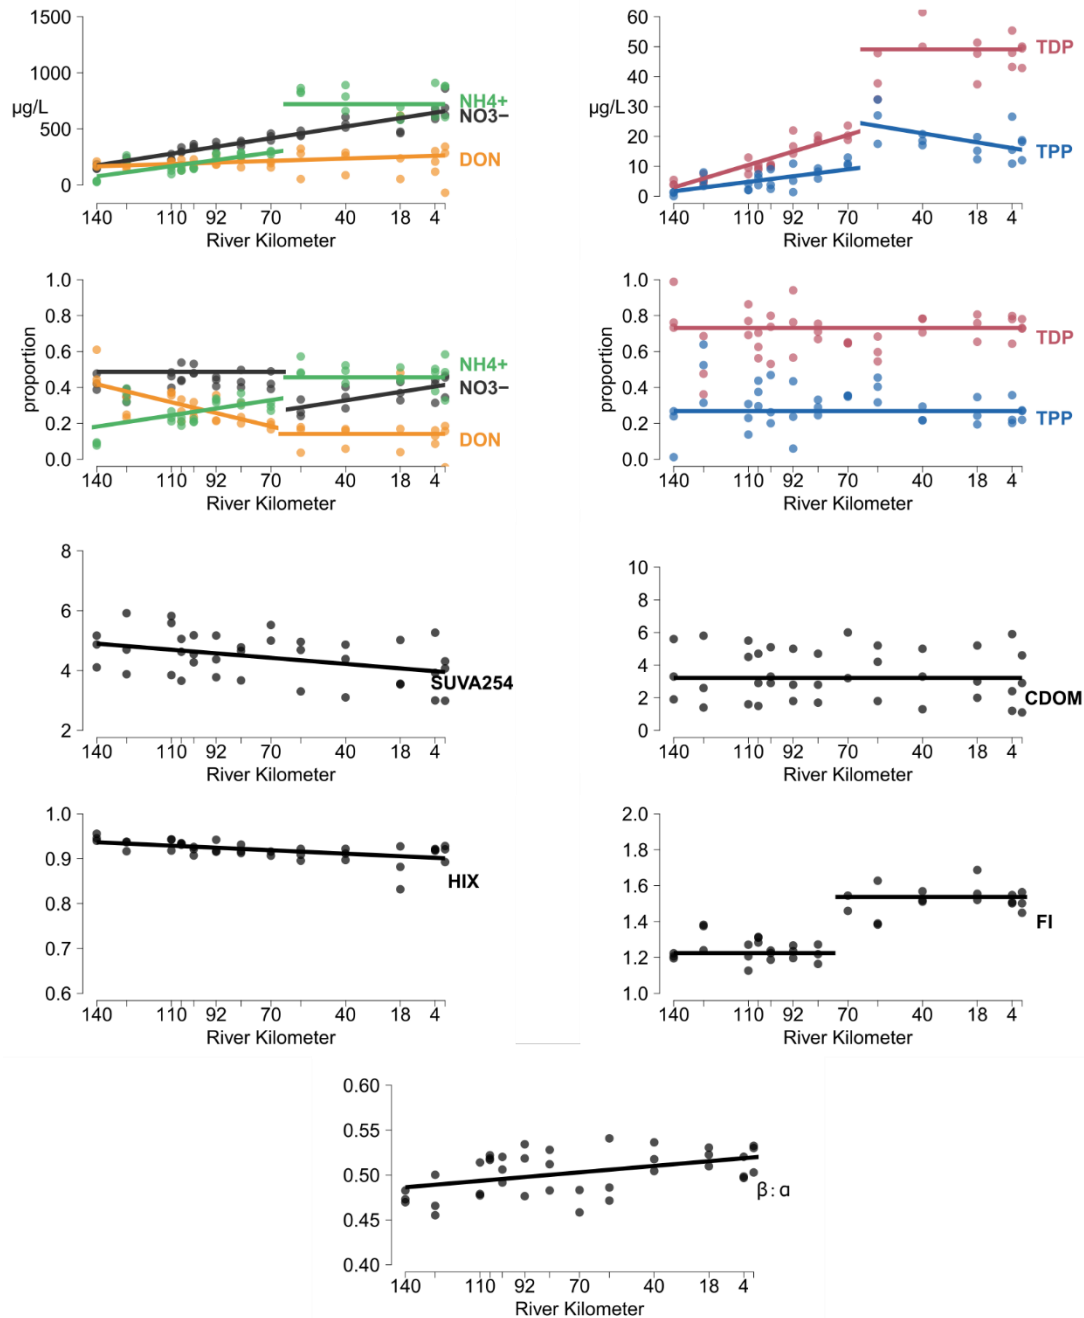 1500
1000
µg/L
500
0
NH4+
NO3−
DON
140 110 92 70 40 18 4
River Kilometer
60
50
40
µg/L30
20
10
0
TDP
TPP
140 110 92 70 40 18 4
River Kilometer
1.0
0.8
0.6
0.4
0.2
0.0
proportion
NH4+
NO3−
DON
140 110 92 70 40 18 4
River Kilometer
1.0
0.8
0.6
0.4
0.2
0.0
proportion
TDP
TPP
140 110 92 70 40 18 4
River Kilometer
8
6
4
2
SUVA254
140 110 92 70 40 18 4
River Kilometer
10
8
6
4
2
0
CDOM
140 110 92 70 40 18 4
River Kilometer
1.0
0.9
0.8
0.7
0.6
HIX
140 110 92 70 40 18 4
River Kilometer
2.0
1.8
1.6
1.4
1.2
1.0
FI
140 110 92 70 40 18 4
River Kilometer
0.60
0.55
0.50
0.45
0.40
β:α
140 110 92 70 40 18 4
River Kilometer